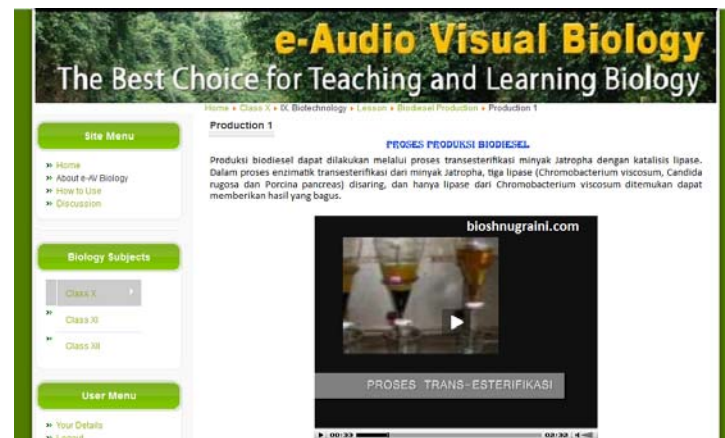 e-Audio Visual Biology
The Best Choice for Teaching and Learning Biology
Home Class X IX. Biotechnology Lesson Biodiesel Production Production 1
Site Menu
Home
About e-AV Biology
How to Use
Discussion
Biology Subjects
Class X
Class XI
Class XII
User Menu
Your Details
Logout
Production 1
PROSES PRODUKSI BIODIESEL
Produksi biodiesel dapat dilakukan melalui proses transesterifikasi minyak Jatropha dengan katalisis lipase.
Dalam proses enzimatik transesterifikasi dari minyak Jatropha, tiga lipase (Chromobacterium viscosum, Candida
rugosa dan Porcina pancreas) disaring, dan hanya lipase dari Chromobacterium viscosum ditemukan dapat
memberikan hasil yang bagus.
bioshnugraini.com
PROSES TRANS-ESTERIFIKASI
00:33